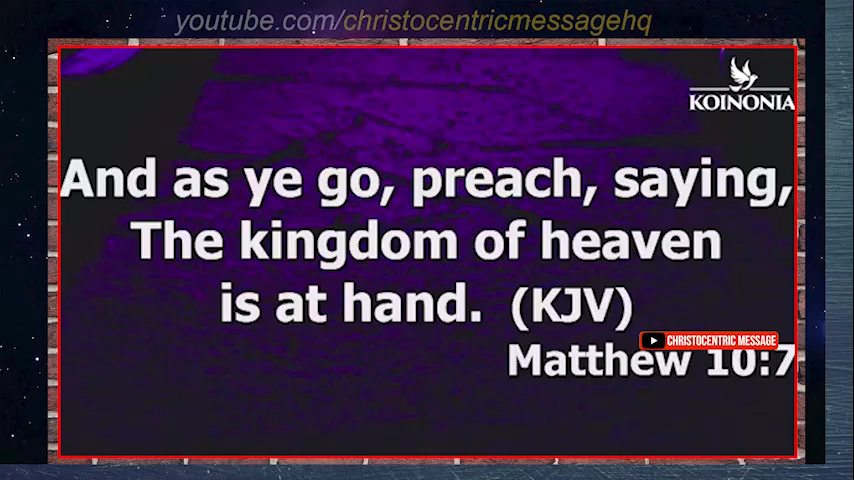 youtube.com/christocentricmessagehq
KOINONIA
And as ye go, preach, saying,
The kingdom of heaven
is at hand. (KJV)
CHRISTOCENTRIC MESSAGE
Matthew 10:7